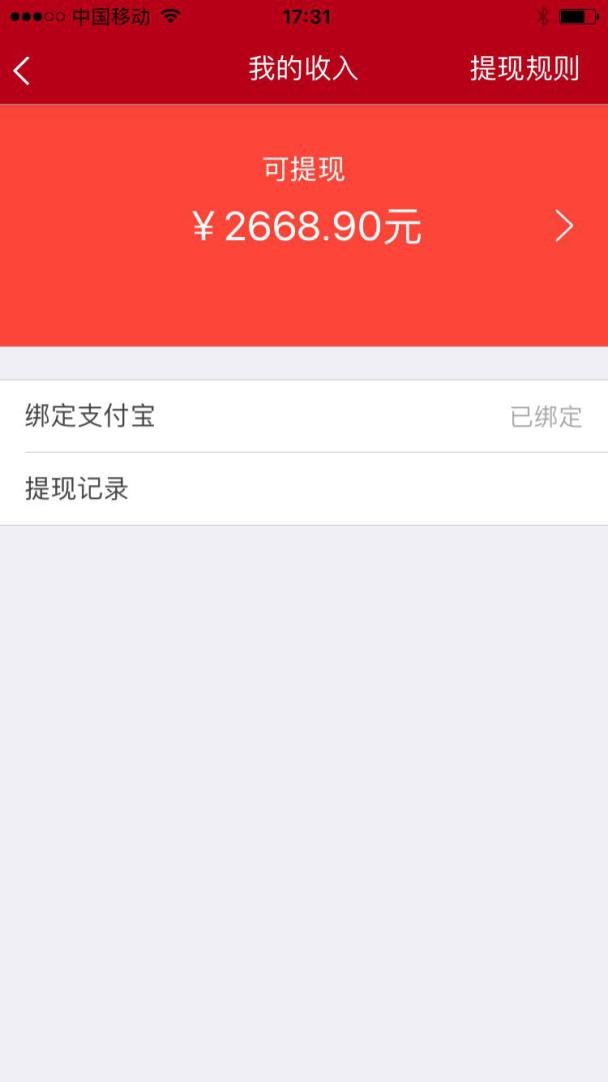 中国移动 17:31
我的收入 提现规则
可提现
￥2668.90元
绑定支付宝 已绑定
提现记录